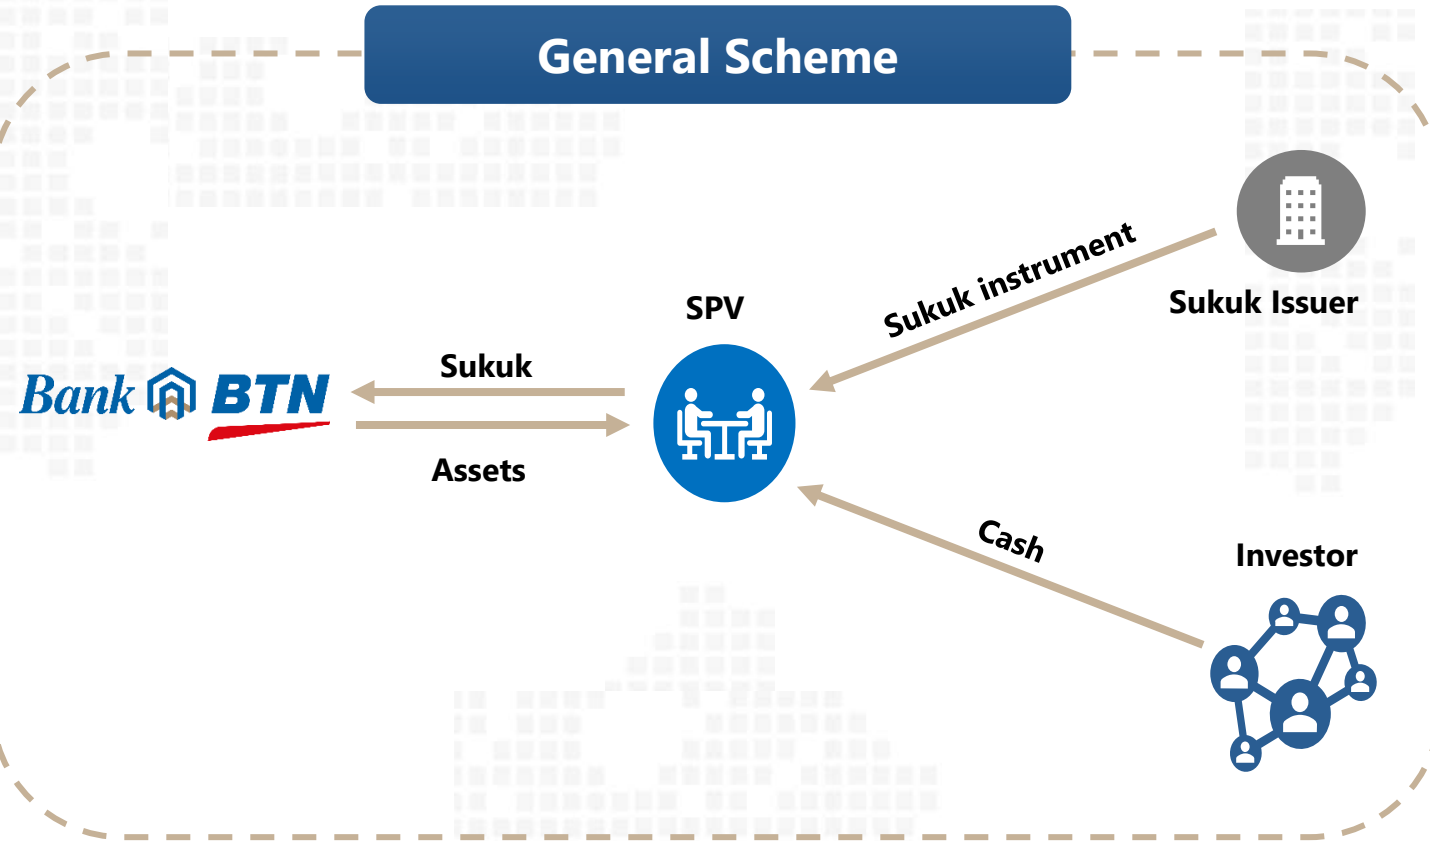 General Scheme
Sukuk instrument
Sukuk Issuer
SPV
Sukuk
Bank BTN
Assets
Cash
Investor